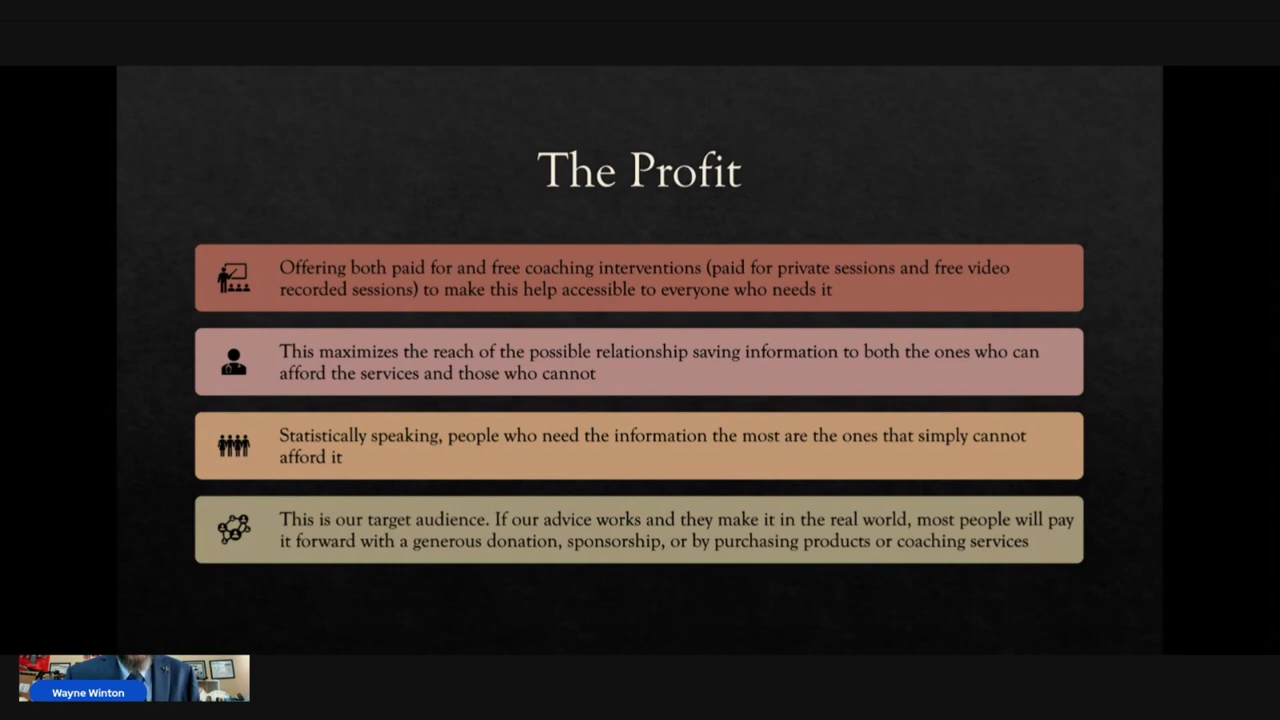 The Profit
Offering both paid for and free coaching interventions (paid for private sessions and free video
recorded sessions) to make this help accessible to everyone who needs it
This maximizes the reach of the possible relationship saving information to both the ones who can
afford the services and those who cannot
Statistically speaking, people who need the information the most are the ones that simply cannot
afford it
This is our target audience. If our advice works and they make it in the real world, most people will pay
it forward with a generous donation, sponsorship, or by purchasing products or coaching services
Wayne Winton